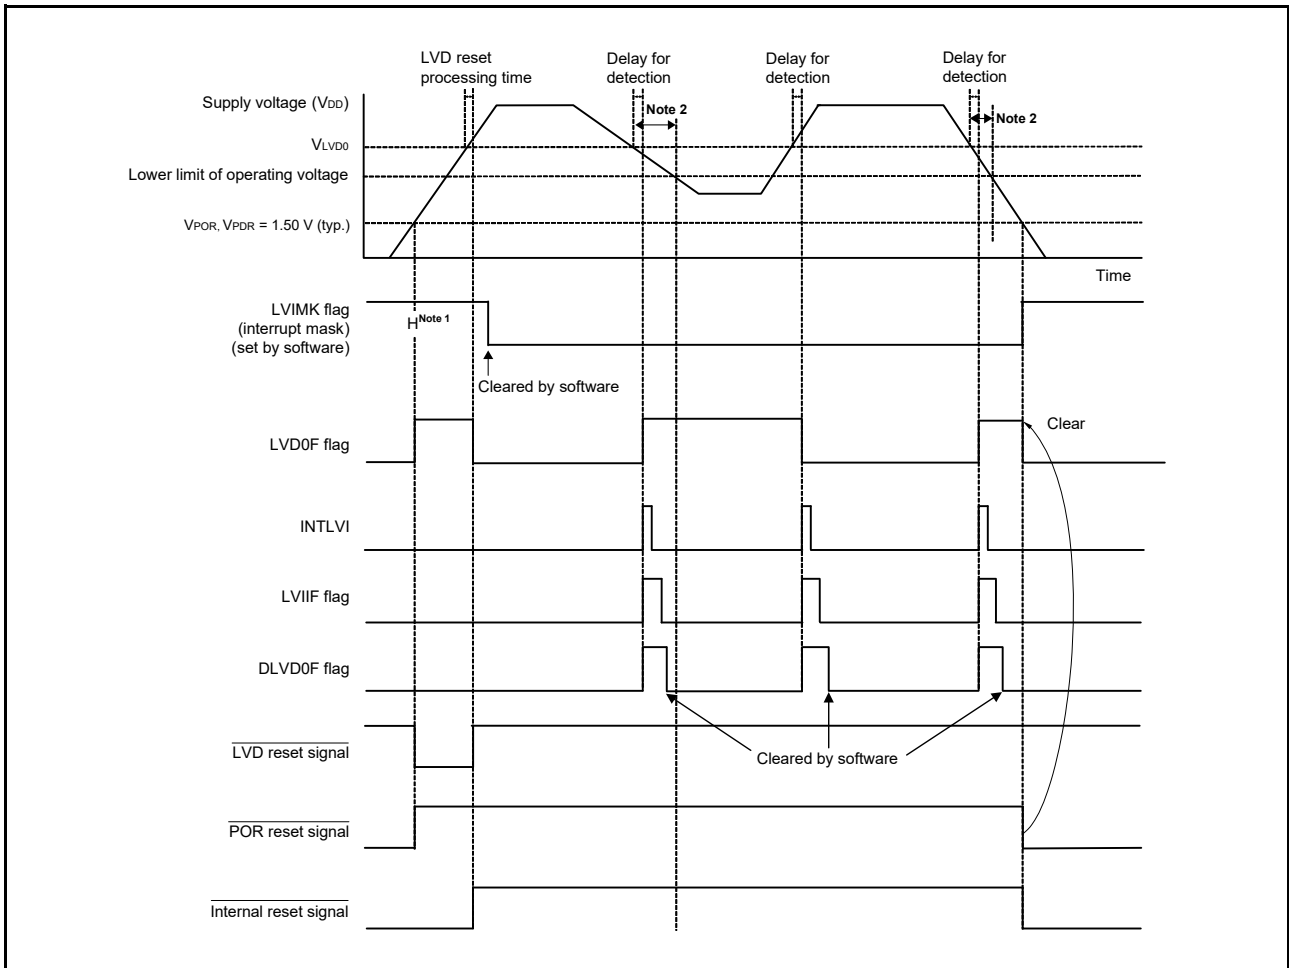 LVD reset
processing time
Delay for
detection
Delay for
detection
Delay for
detection
Supply voltage (VDD)
Note 2
Note 2
VLVD0
Lower limit of operating voltage
VPOR, VPDR = 1.50 V (typ.)
Time
LVIMK flag
(interrupt mask)
(set by software)
H Note 1
Cleared by software
LVD0F flag
Clear
INTLVI
LVIIF flag
DLVD0F flag
LVD reset signal
Cleared by software
POR reset signal
Internal reset signal